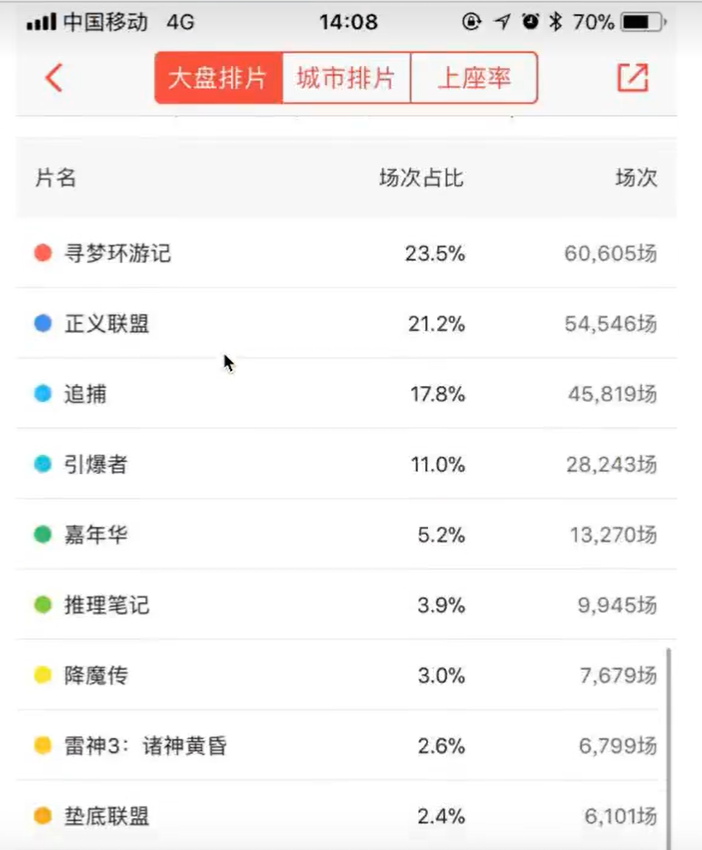 中国移动 4G 14:08 70%
大盘排片 城市排片 上座率
片名 场次占比 场次
寻梦环游记 23.5% 60,605场
正义联盟 21.2% 54,546场
追捕 17.8% 45,819场
引爆者 11.0% 28,243场
嘉年华 5.2% 13,270场
推理笔记 3.9% 9,945场
降魔传 3.0% 7,679场
雷神3：诸神黄昏 2.6% 6,799场
垫底联盟 2.4% 6,101场